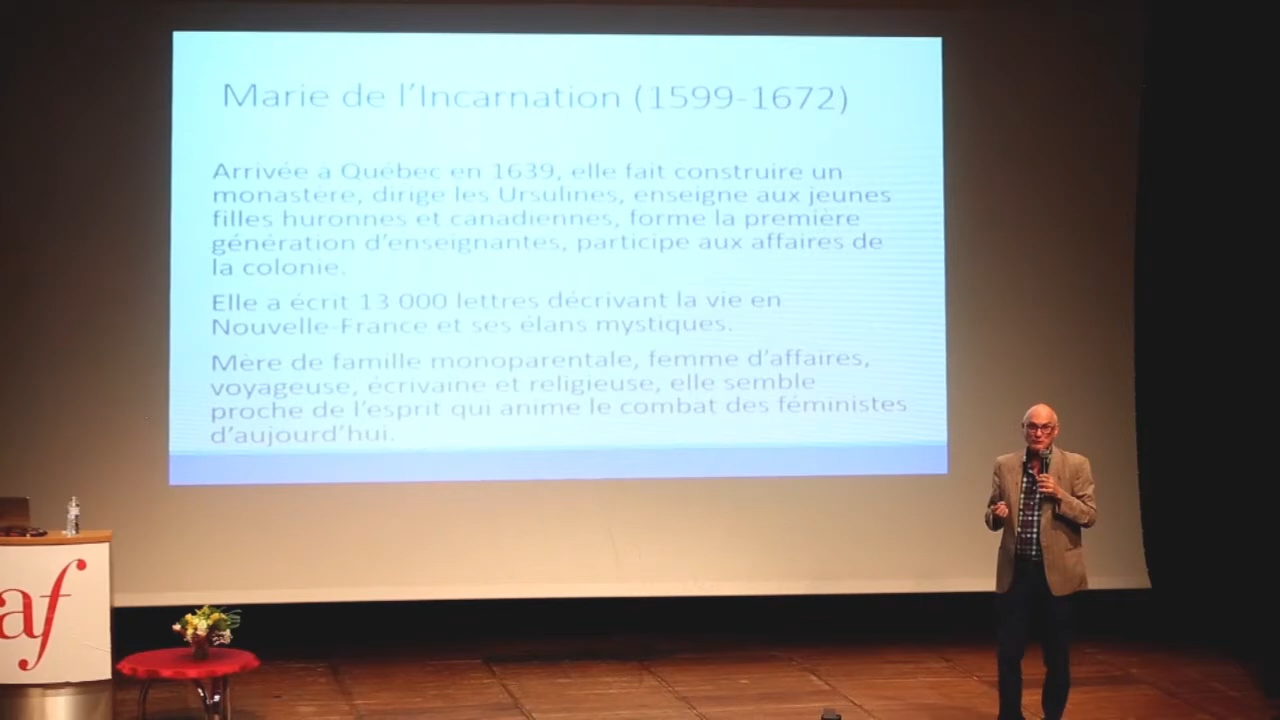 Marie de l’Incarnation (1599-1672)
Arrivée à Québec en 1639, elle fait construire un
monastère, dirige les Ursulines, enseigne aux jeunes
filles huronnes et canadiennes, forme la première
génération d’enseignantes, participe aux affaires de
la colonie.
Elle a écrit 13 000 lettres décrivant la vie en
Nouvelle-France et ses élans mystiques.
Mère de famille monoparentale, femme d’affaires,
voyageuse, écrivaine et religieuse, elle semble
proche de l’esprit qui anime le combat des féministes
d’aujourd’hui.
af